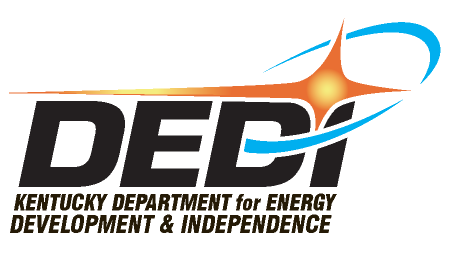 DEDI
KENTUCKY DEPARTMENT for ENERGY
DEVELOPMENT & INDEPENDENCE